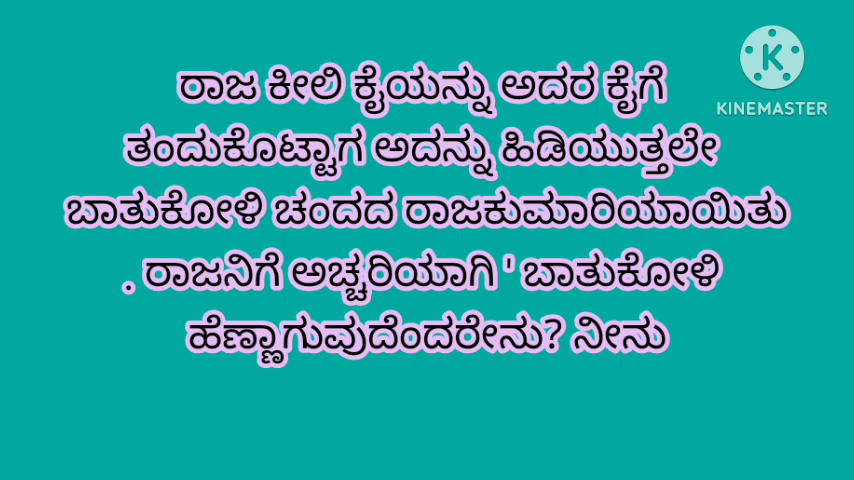 ರಾಜ ಕೀಲಿ ಕೈಯನ್ನು ಅದರ ಕೈಗೆ
ತಂದುಕೊಟ್ಟಾಗ ಅದನ್ನು ಹಿಡಿಯುತ್ತಲೇ
ಬಾತುಕೋಳಿ ಚಂದದ ರಾಜಕುಮಾರಿಯಾಯಿತು
. ರಾಜನಿಗೆ ಅಚ್ಚರಿಯಾಗಿ ' ಬಾತುಕೋಳಿ
ಹೆಣ್ಣಾಗುವುದೆಂದರೇನು? ನೀನು
KINEMASTER